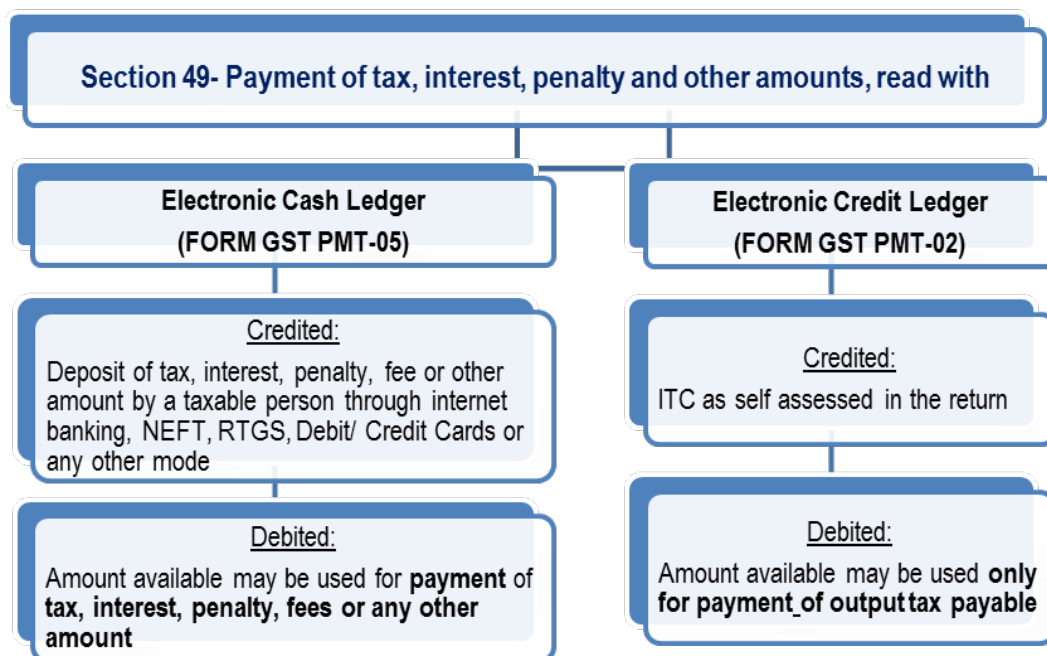 Section 49- Payment of tax, interest, penalty and other amounts, read with
Electronic Cash Ledger
(FORM GST PMT-05)
Credited:
Deposit of tax, interest, penalty, fee or other
amount by a taxable person through internet
banking, NEFT, RTGS, Debit/ Credit Cards or
any other mode
Debited:
Amount available may be used for payment of
tax, interest, penalty, fees or any other
amount
Electronic Credit Ledger
(FORM GST PMT-02)
Credited:
ITC as self assessed in the return
Debited:
Amount available may be used only
for payment of output tax payable